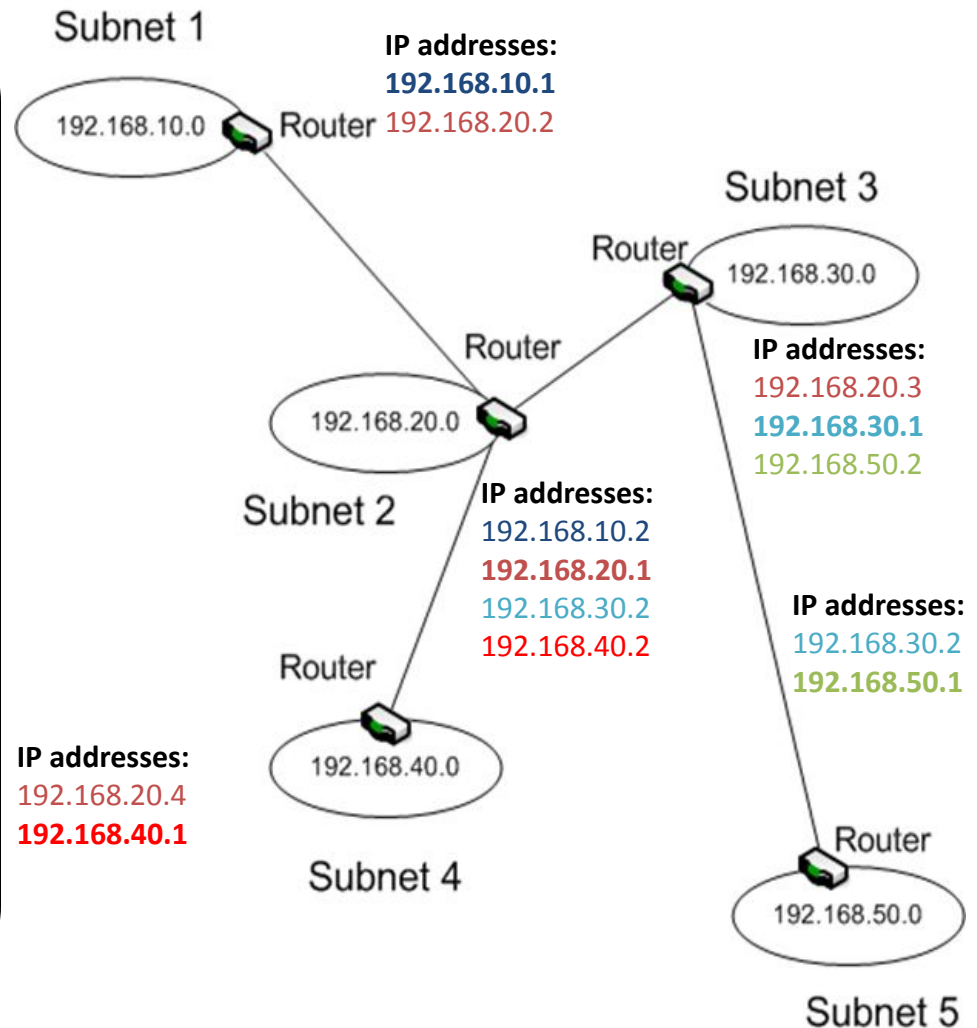 Subnet 1
IP addresses:
192.168.10.1
192.168.20.2
192.168.10.0
Router
Subnet 3
Router
192.168.30.0
IP addresses:
192.168.20.3
192.168.30.1
192.168.50.2
Router
192.168.20.0
Subnet 2
IP addresses:
192.168.10.2
192.168.20.1
192.168.30.2
192.168.40.2
IP addresses:
192.168.30.2
192.168.50.1
Router
192.168.40.0
IP addresses:
192.168.20.4
192.168.40.1
Subnet 4
Router
192.168.50.0
Subnet 5